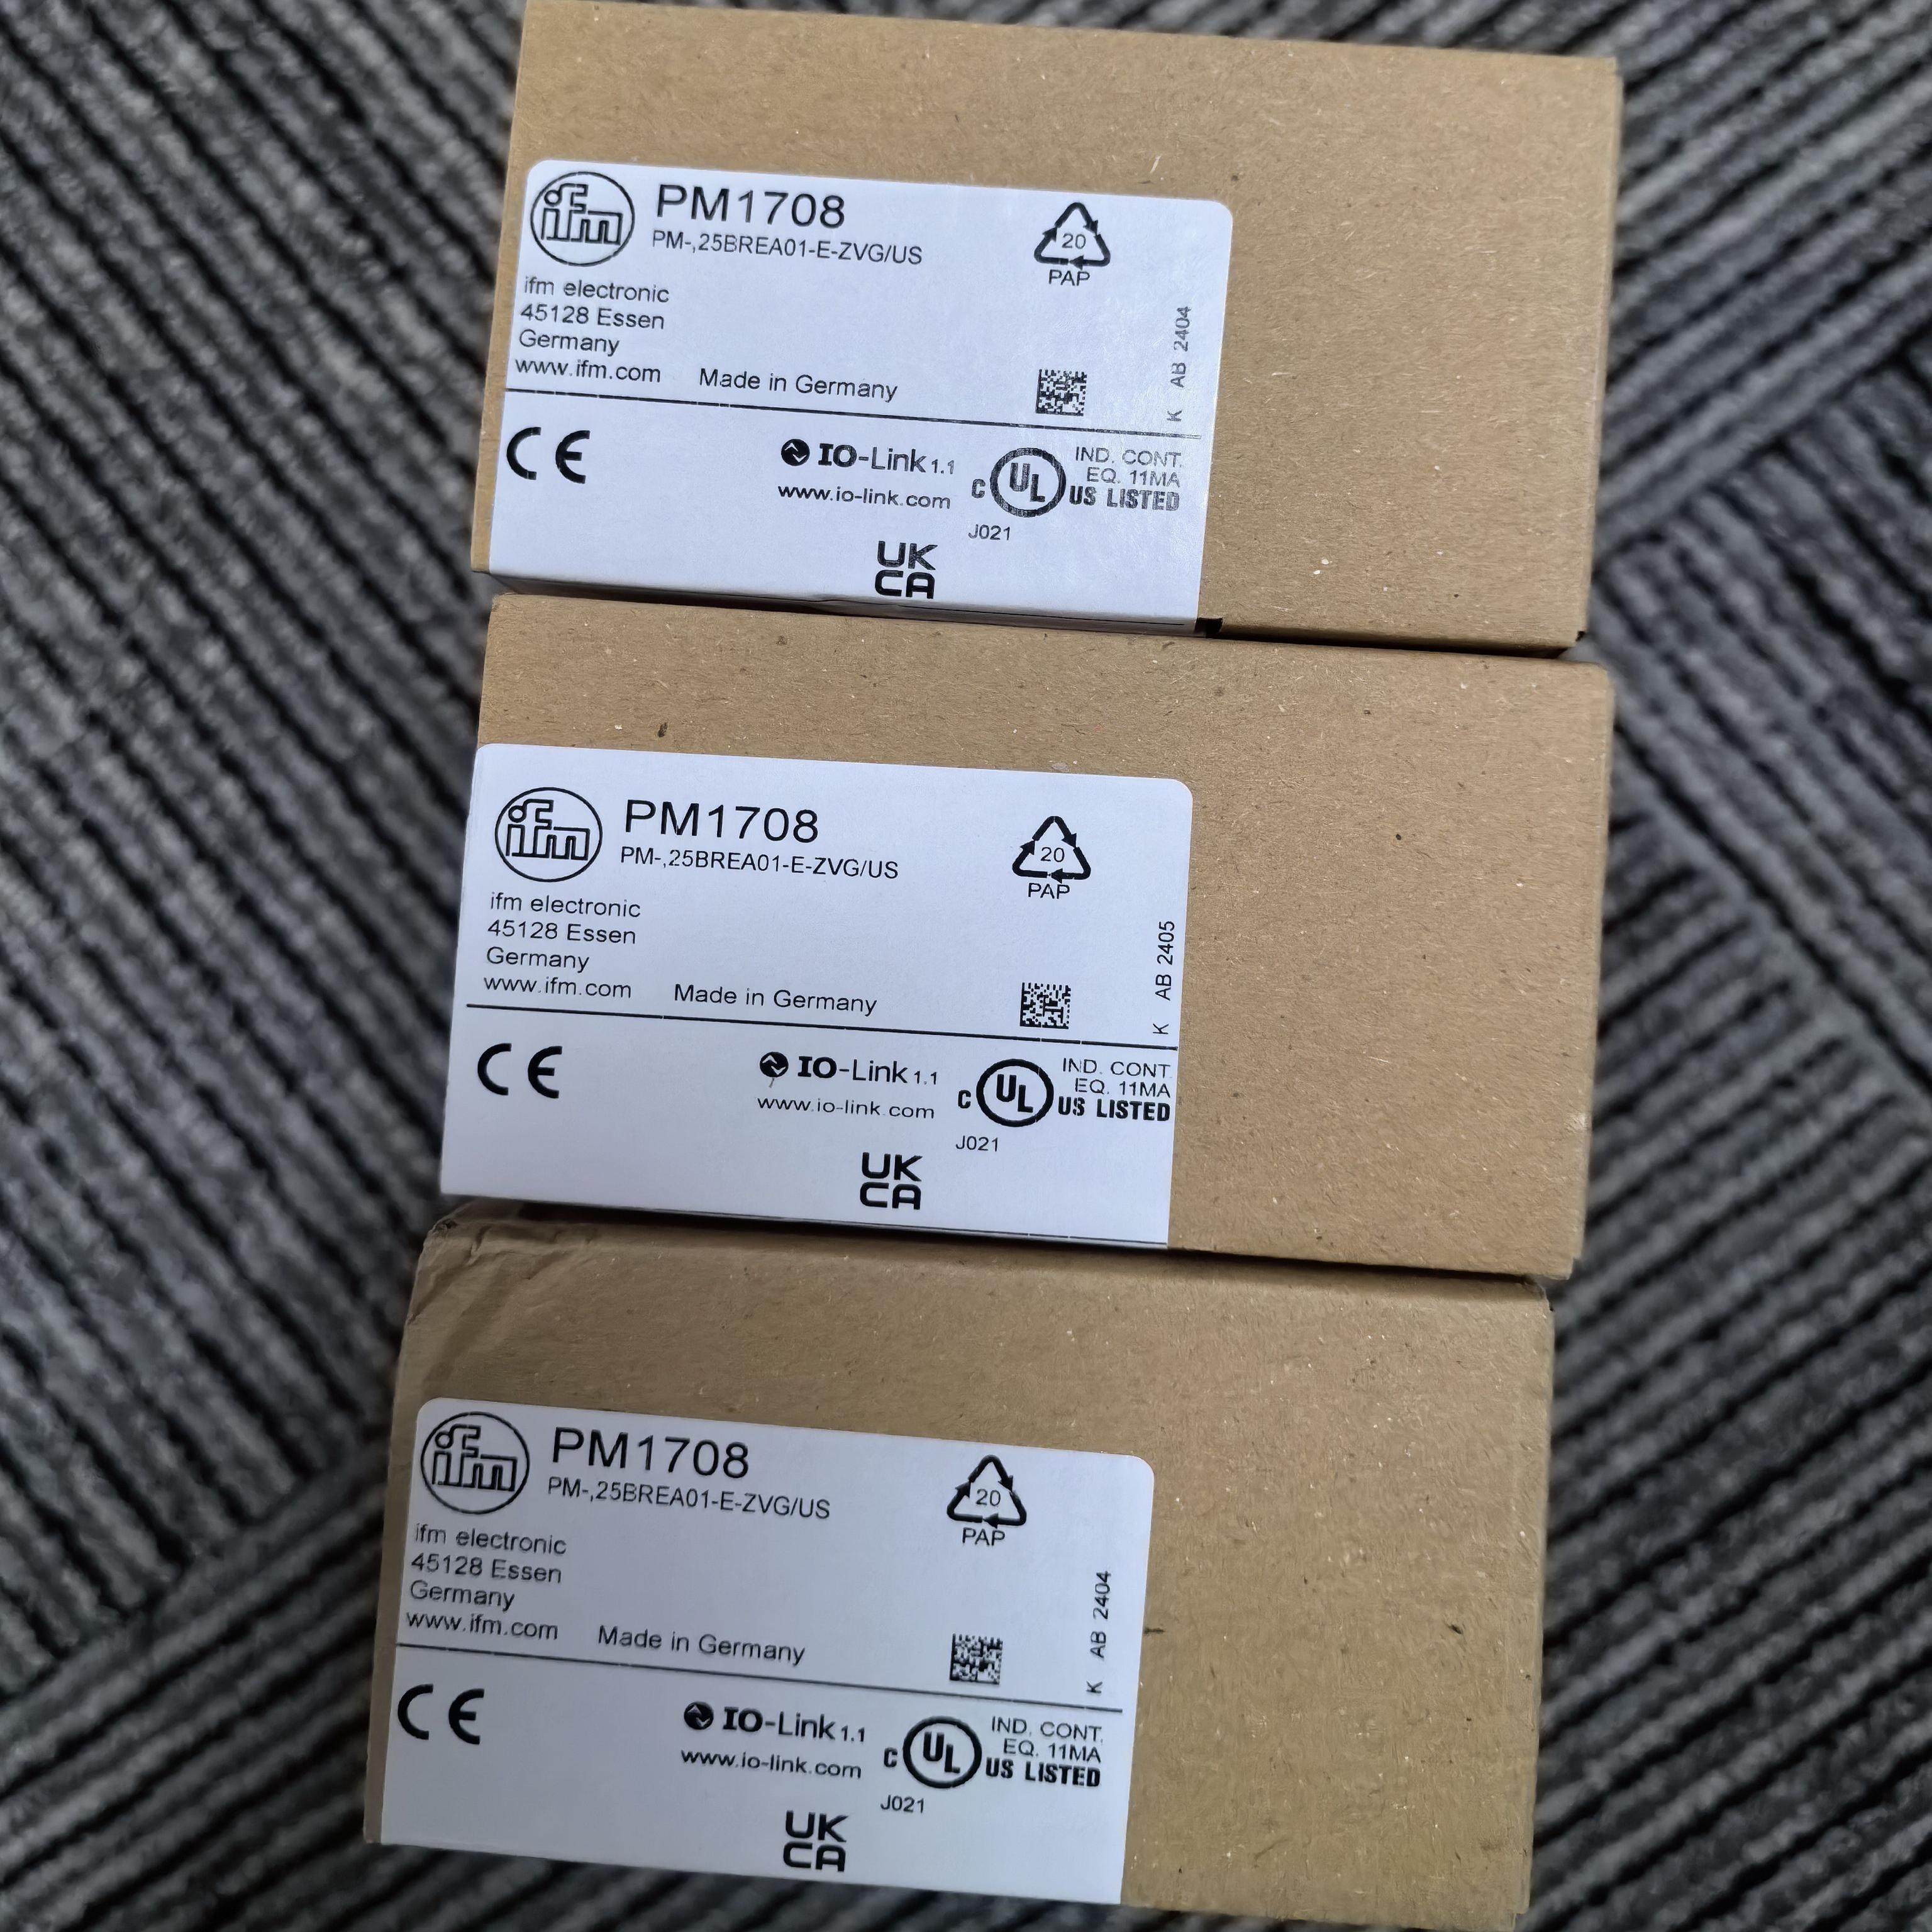 ifm
PM1708
PM-,25BREA01-E-ZVG/US
20
PAP
ifm electronic
45128 Essen
Germany
www.ifm.com
Made in Germany
K AB 2404
CE
IO-Link 1.1
www.io-link.com
C UL US LISTED
IND. CONT.
EQ. 11MA
J021
UK
CA
ifm
PM1708
PM-,25BREA01-E-ZVG/US
20
PAP
ifm electronic
45128 Essen
Germany
www.ifm.com
Made in Germany
K AB 2405
CE
IO-Link 1.1
www.io-link.com
C UL US LISTED
IND. CONT.
EQ. 11MA
J021
UK
CA
ifm
PM1708
PM-,25BREA01-E-ZVG/US
20
PAP
ifm electronic
45128 Essen
Germany
www.ifm.com
Made in Germany
K AB 2404
CE
IO-Link 1.1
www.io-link.com
C UL US LISTED
IND. CONT.
EQ. 11MA
J021
UK
CA